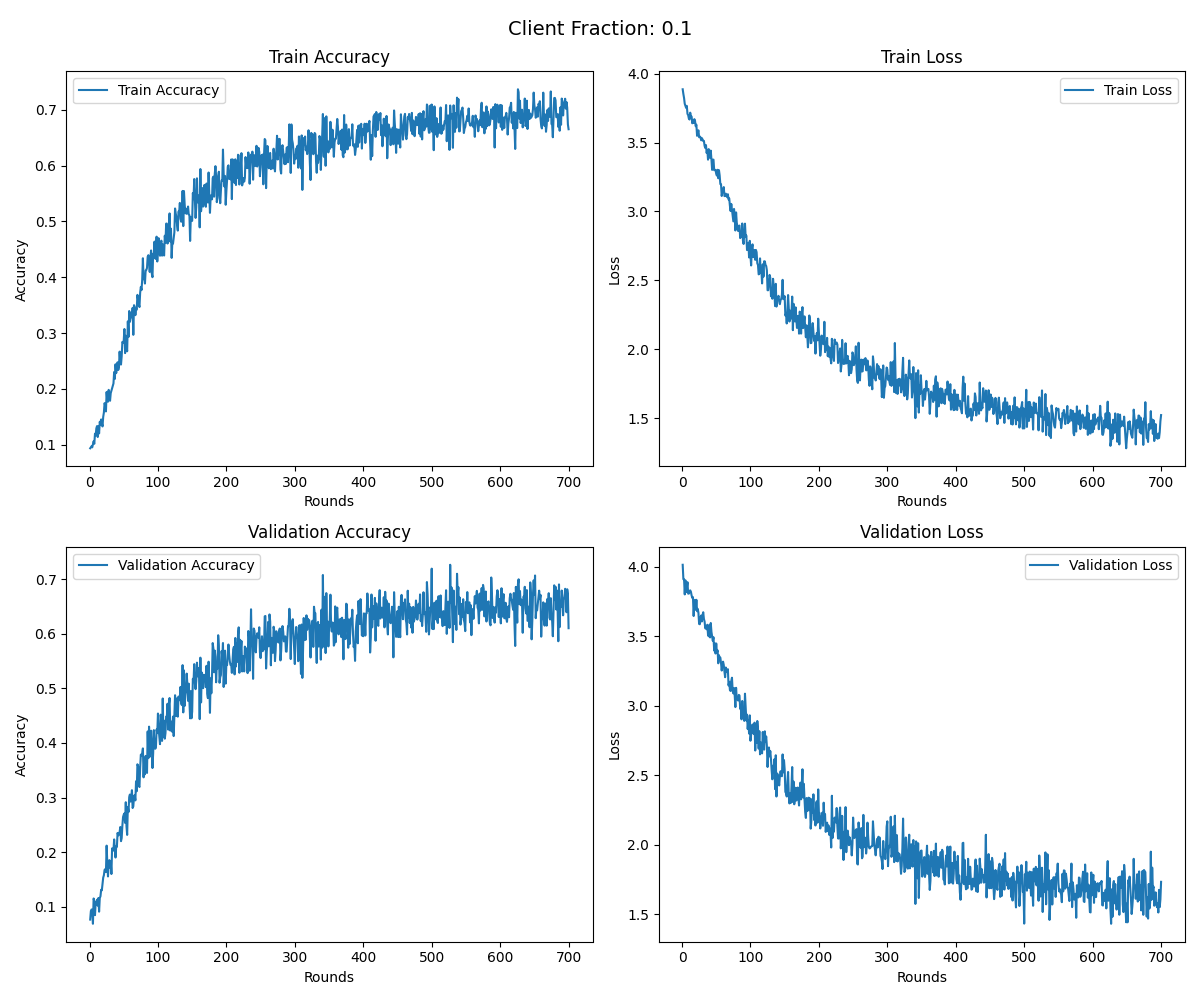 Client Fraction: 0.1
Train Accuracy
Train Accuracy
0.7
0.6
0.5
0.4
0.3
0.2
0.1
Accuracy
0 100 200 300 400 500 600 700
Rounds
Train Loss
Train Loss
4.0
3.5
3.0
2.5
2.0
1.5
Loss
0 100 200 300 400 500 600 700
Rounds
Validation Accuracy
Validation Accuracy
0.7
0.6
0.5
0.4
0.3
0.2
0.1
Accuracy
0 100 200 300 400 500 600 700
Rounds
Validation Loss
Validation Loss
4.0
3.5
3.0
2.5
2.0
1.5
Loss
0 100 200 300 400 500 600 700
Rounds